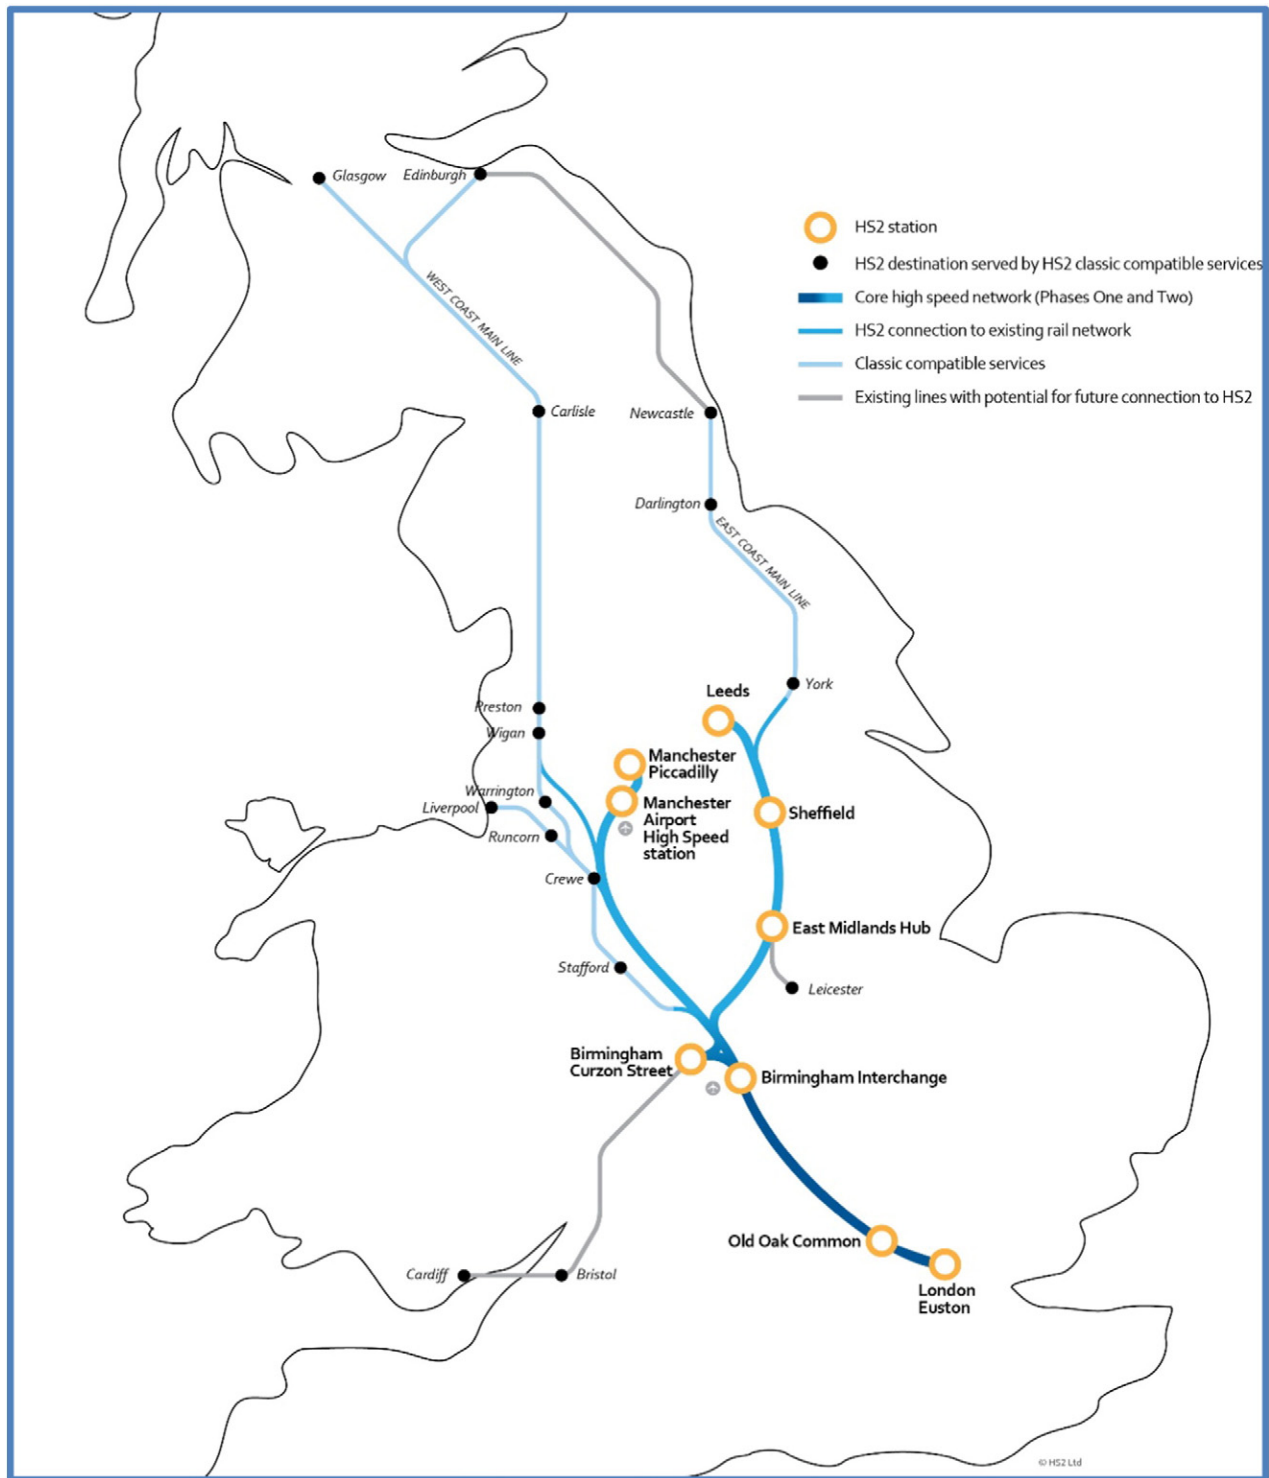 Glasgow
Edinburgh
HS2 station
HS2 destination served by HS2 classic compatible services
Core high speed network (Phases One and Two)
HS2 connection to existing rail network
Classic compatible services
Existing lines with potential for future connection to HS2
WEST COAST MAIN LINE
Carlisle
Newcastle
Darlington
EAST COAST MAIN LINE
York
Leeds
Preston
Wigan
Manchester
Piccadilly
Warrington
Liverpool
Manchester
Airport
High Speed
station
Sheffield
Runcorn
Crewe
East Midlands Hub
Stafford
Leicester
Birmingham
Curzon Street
Birmingham Interchange
Old Oak Common
London
Euston
Cardiff
Bristol
© HS2 Ltd